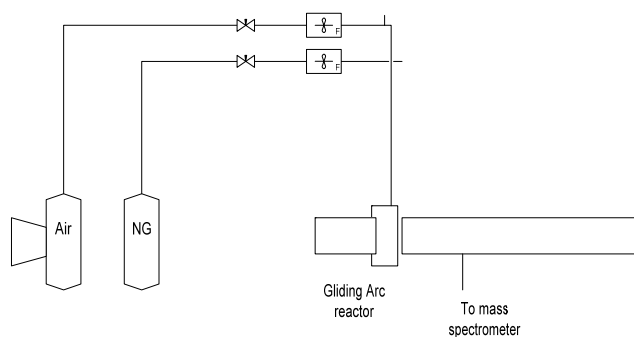 F
F
Air
NG
Gliding Arc
reactor
To mass
spectrometer